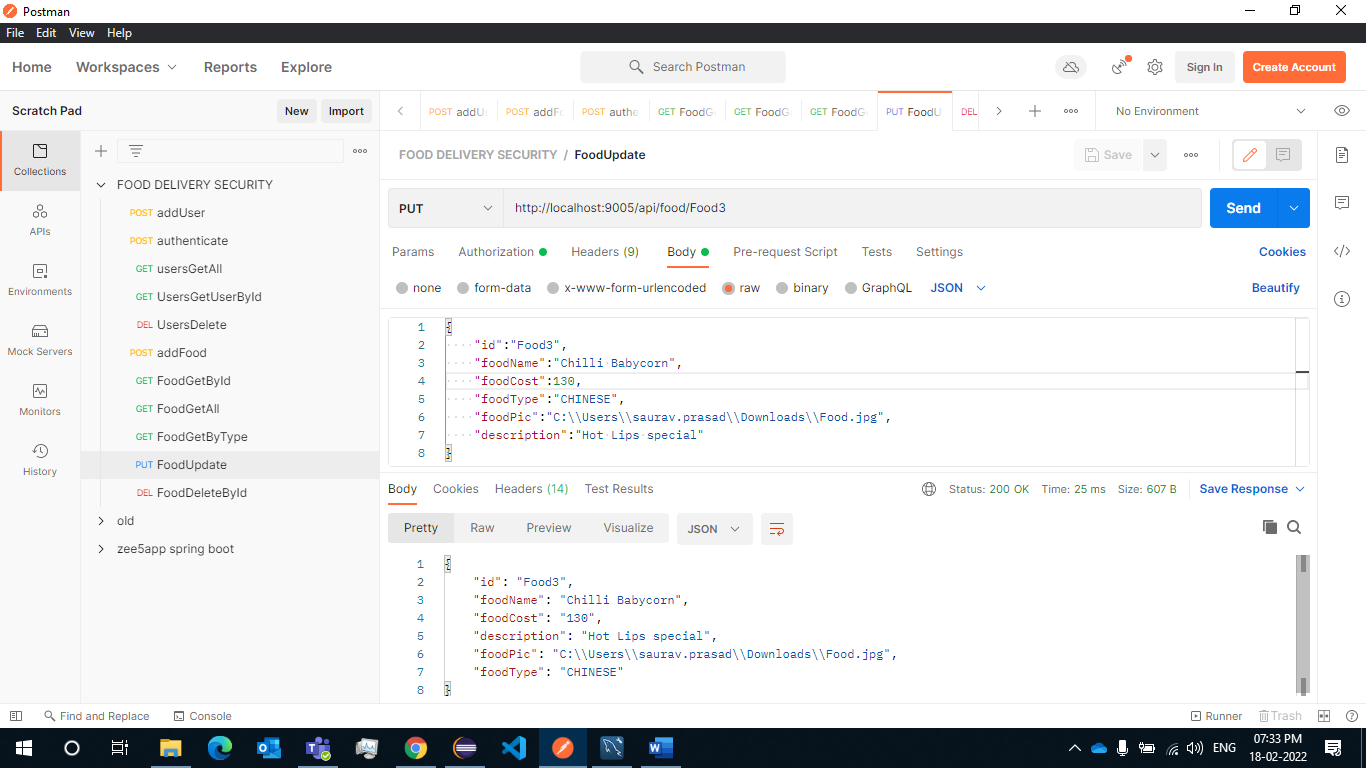 Postman
File Edit View Help
Home Workspaces Reports Explore Search Postman Sign In Create Account
Scratch Pad New Import
POST addU POST addFo POST authe GET FoodG GET FoodG GET FoodG PUT FoodU DEL No Environment
Collections
APIs
Environments
Mock Servers
Monitors
History
FOOD DELIVERY SECURITY
POST addUser
POST authenticate
GET usersGetAll
GET UsersGetUserById
DEL UsersDelete
POST addFood
GET FoodGetById
GET FoodGetAll
GET FoodGetByType
PUT FoodUpdate
DEL FoodDeleteById
old
zee5app spring boot
FOOD DELIVERY SECURITY / FoodUpdate Save
PUT http://localhost:9005/api/food/Food3 Send
Params Authorization Headers (9) Body Pre-request Script Tests Settings Cookies
none form-data x-www-form-urlencoded raw binary GraphQL JSON Beautify
1 {
2 "id":"Food3",
3 "foodName":"Chilli Babycorn",
4 "foodCost":130,
5 "foodType":"CHINESE",
6 "foodPic":"C:\\Users\\saurav.prasad\\Downloads\\Food.jpg",
7 "description":"Hot Lips special"
8 }
Body Cookies Headers (14) Test Results Status: 200 OK Time: 25 ms Size: 607 B Save Response
Pretty Raw Preview Visualize JSON
1 {
2 "id": "Food3",
3 "foodName": "Chilli Babycorn",
4 "foodCost": "130",
5 "description": "Hot Lips special",
6 "foodPic": "C:\\Users\\saurav.prasad\\Downloads\\Food.jpg",
7 "foodType": "CHINESE"
8 }
Find and Replace Console Runner Trash
ENG 07:33 PM
18-02-2022